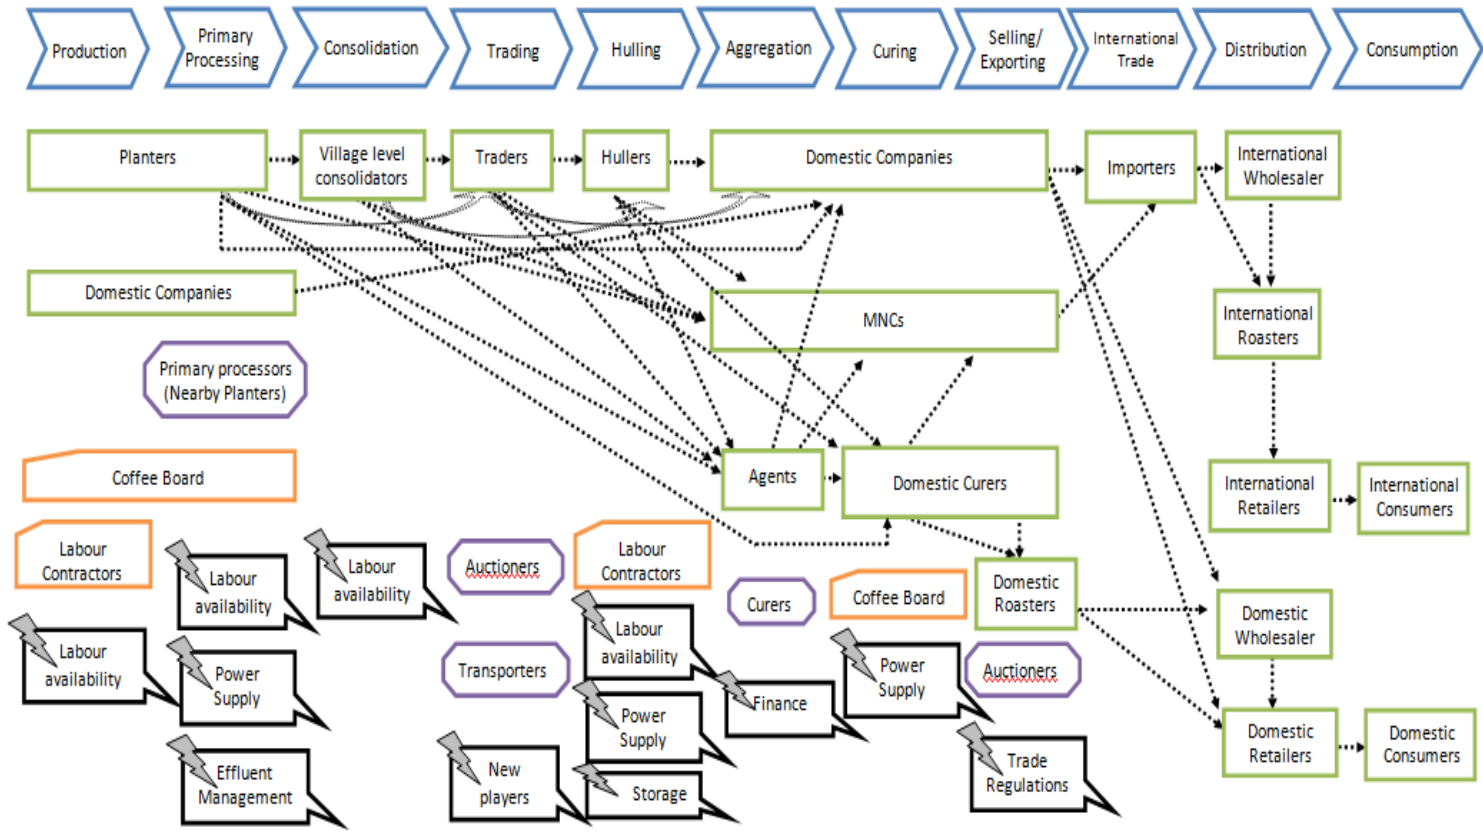 Production
Primary
Processing
Consolidation
Trading
Hulling
Aggregation
Curing
Selling/
Exporting
International
Trade
Distribution
Consumption
Planters
Village level
consolidators
Traders
Hullers
Domestic Companies
Importers
International
Wholesaler
Domestic Companies
MNCs
International
Roasters
Primary processors
(Nearby Planters)
Coffee Board
Agents
Domestic Curers
International
Retailers
International
Consumers
Labour
Contractors
Labour
availability
Labour
availability
Auctioners
Labour
Contractors
Curers
Coffee Board
Domestic
Roasters
Domestic
Wholesaler
Labour
availability
Power
Supply
Transporters
Labour
availability
Power
Supply
Finance
Power
Supply
Auctioners
Domestic
Retailers
Domestic
Consumers
Effluent
Management
New
players
Storage
Trade
Regulations